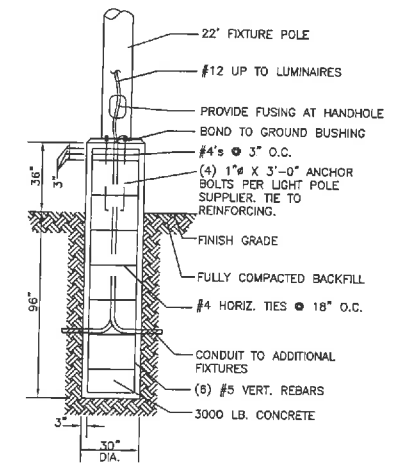 22' FIXTURE POLE
#12 UP TO LUMINAIRES
PROVIDE FUSING AT HANDHOLE
BOND TO GROUND BUSHING
#4's @ 3" O.C.
(4) 1"ø X 3'-0" ANCHOR
BOLTS PER LIGHT POLE
SUPPLIER. TIE TO
REINFORCING.
36"
3"
FINISH GRADE
FULLY COMPACTED BACKFILL
96"
#4 HORIZ. TIES @ 18" O.C.
CONDUIT TO ADDITIONAL
FIXTURES
(6) #5 VERT. REBARS
3000 LB. CONCRETE
3"
30"
DIA.